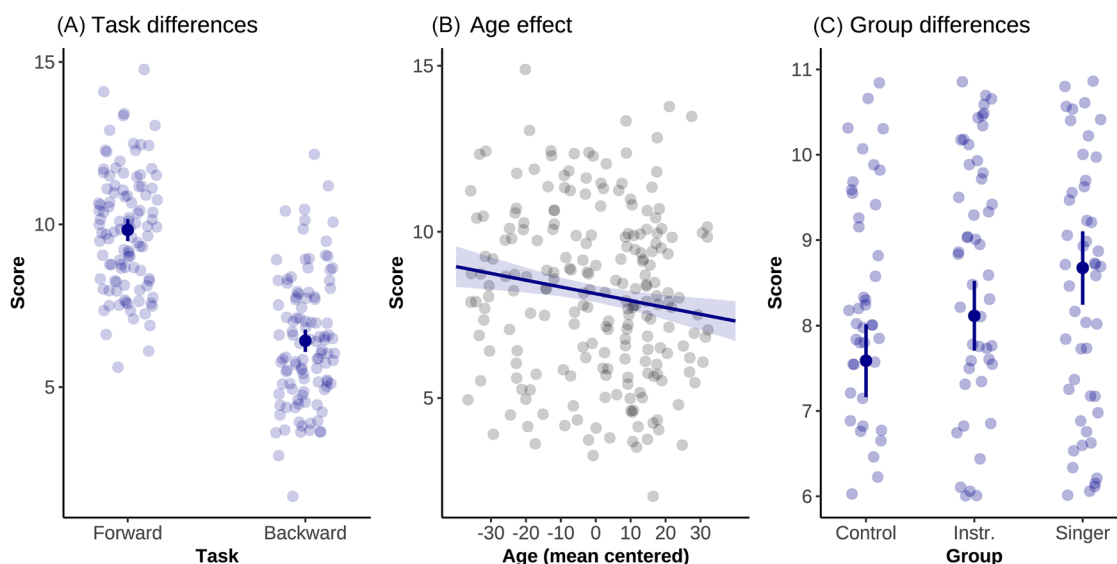 (A) Task differences
15
10
5
Score
Forward Backward
Task
(B) Age effect
15
10
5
Score
-30 -20 -10 0 10 20 30
Age (mean centered)
(C) Group differences
11
10
9
8
7
6
Score
Control Instr. Singer
Group